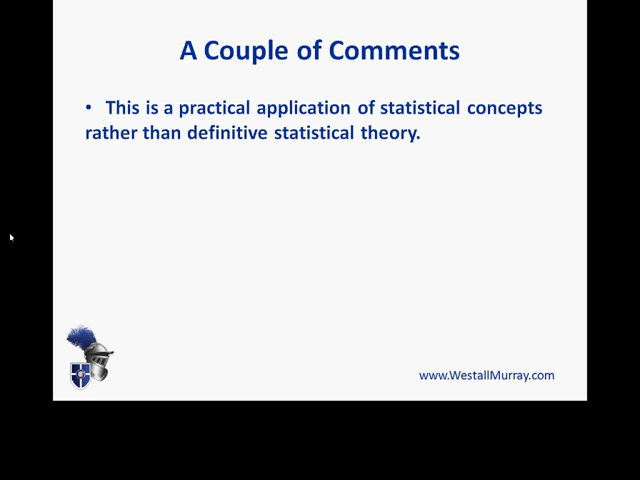 A Couple of Comments
• This is a practical application of statistical concepts
rather than definitive statistical theory.
www.WestallMurray.com